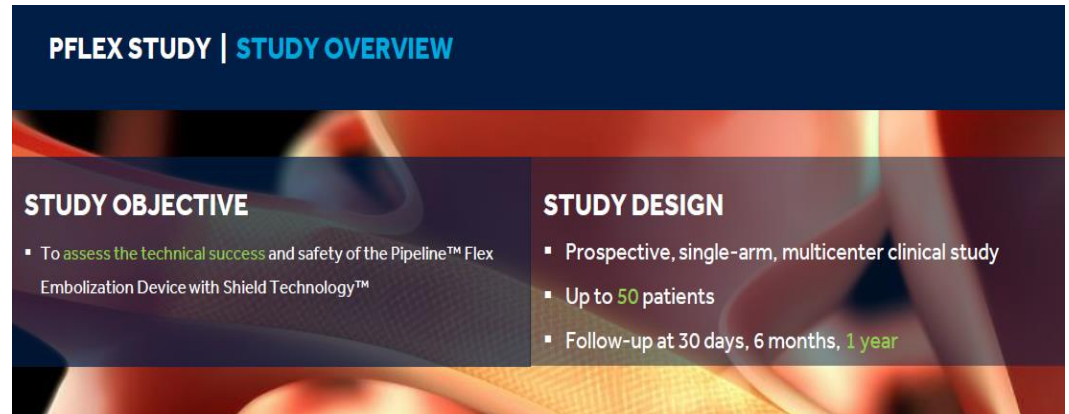 PFLEX STUDY | STUDY OVERVIEW
STUDY OBJECTIVE
▪ To assess the technical success and safety of the Pipeline™ Flex
Embolization Device with Shield Technology™
STUDY DESIGN
▪ Prospective, single-arm, multicenter clinical study
▪ Up to 50 patients
▪ Follow-up at 30 days, 6 months, 1 year